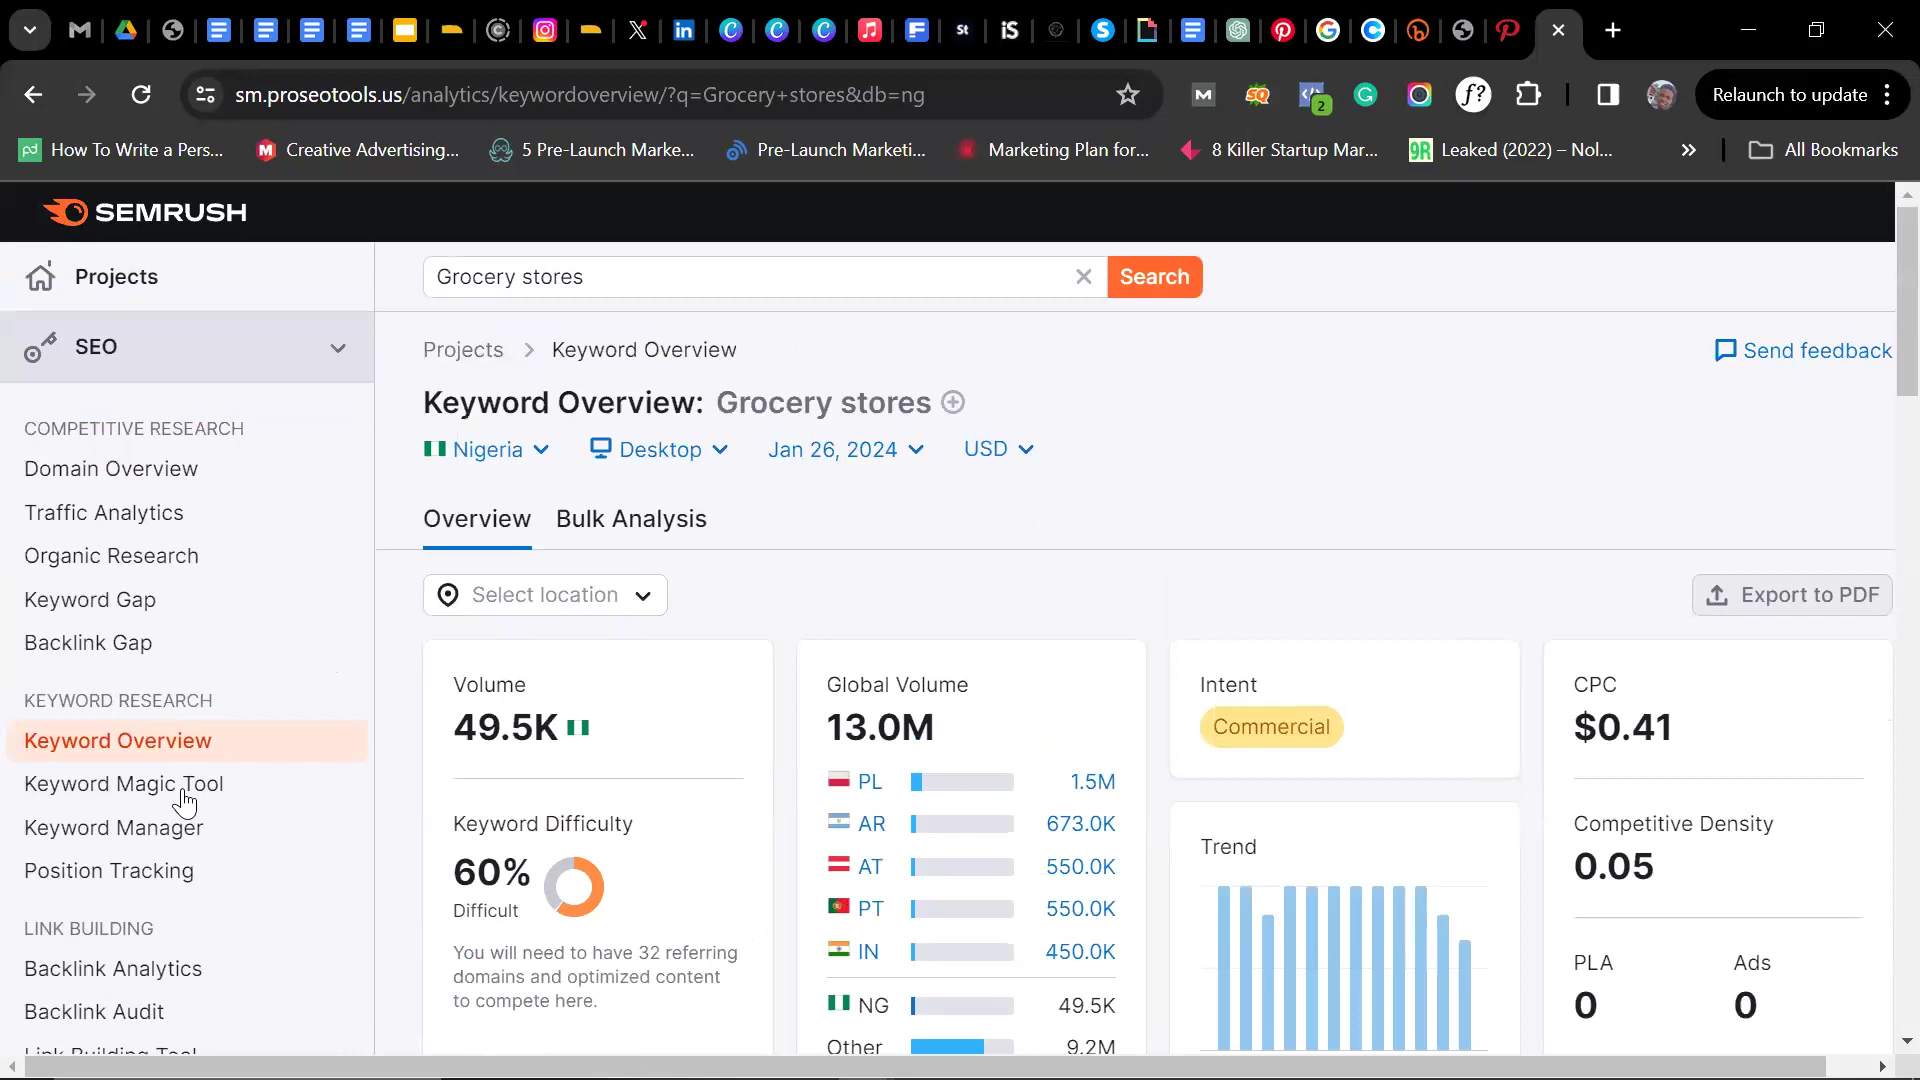 sm.proseotools.us/analytics/keywordoverview/?q=Grocery+stores&db=ng
2
Relaunch to update
How To Write a Pers...
Creative Advertising...
5 Pre-Launch Marke...
Pre-Launch Marketi...
Marketing Plan for...
8 Killer Startup Mar...
Leaked (2022) – Nol...
All Bookmarks
SEMRUSH
Projects
Grocery stores
Search
SEO
Projects > Keyword Overview
Send feedback
Keyword Overview: Grocery stores
Nigeria
Desktop
Jan 26, 2024
USD
COMPETITIVE RESEARCH
Domain Overview
Traffic Analytics
Organic Research
Keyword Gap
Backlink Gap
KEYWORD RESEARCH
Keyword Overview
Keyword Magic Tool
Keyword Manager
Position Tracking
LINK BUILDING
Backlink Analytics
Backlink Audit
Link Building Tool
Overview
Bulk Analysis
Select location
Export to PDF
Volume
49.5K
Keyword Difficulty
60%
Difficult
You will need to have 32 referring
domains and optimized content
to compete here.
Global Volume
13.0M
PL 1.5M
AR 673.0K
AT 550.0K
PT 550.0K
IN 450.0K
NG 49.5K
Other 9.2M
Intent
Commercial
Trend
CPC
$0.41
Competitive Density
0.05
PLA
0
Ads
0